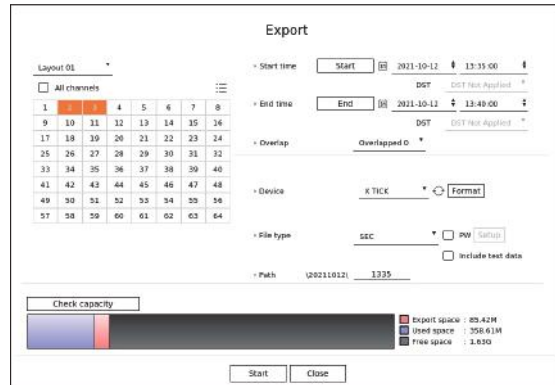 Export
Layout 01
All channels
1 2 3 4 5 6 7 8
9 10 11 12 13 14 15 16
17 18 19 20 21 22 23 24
25 26 27 28 29 30 31 32
33 34 35 36 37 38 39 40
41 42 43 44 45 46 47 48
49 50 51 52 53 54 55 56
57 58 59 60 61 62 63 64
Start time Start 2021-10-12 13:35:00
DST DST Not Applied
End time End 2021-10-12 13:40:00
DST DST Not Applied
Overlap Overlapped 0
Device K TICK Format
File type SEC PW Setup
Include text data
Path \20211012\ 1335
Check capacity
Export space : 85.42M
Used space : 358.61M
Free space : 1.63G
Start Close